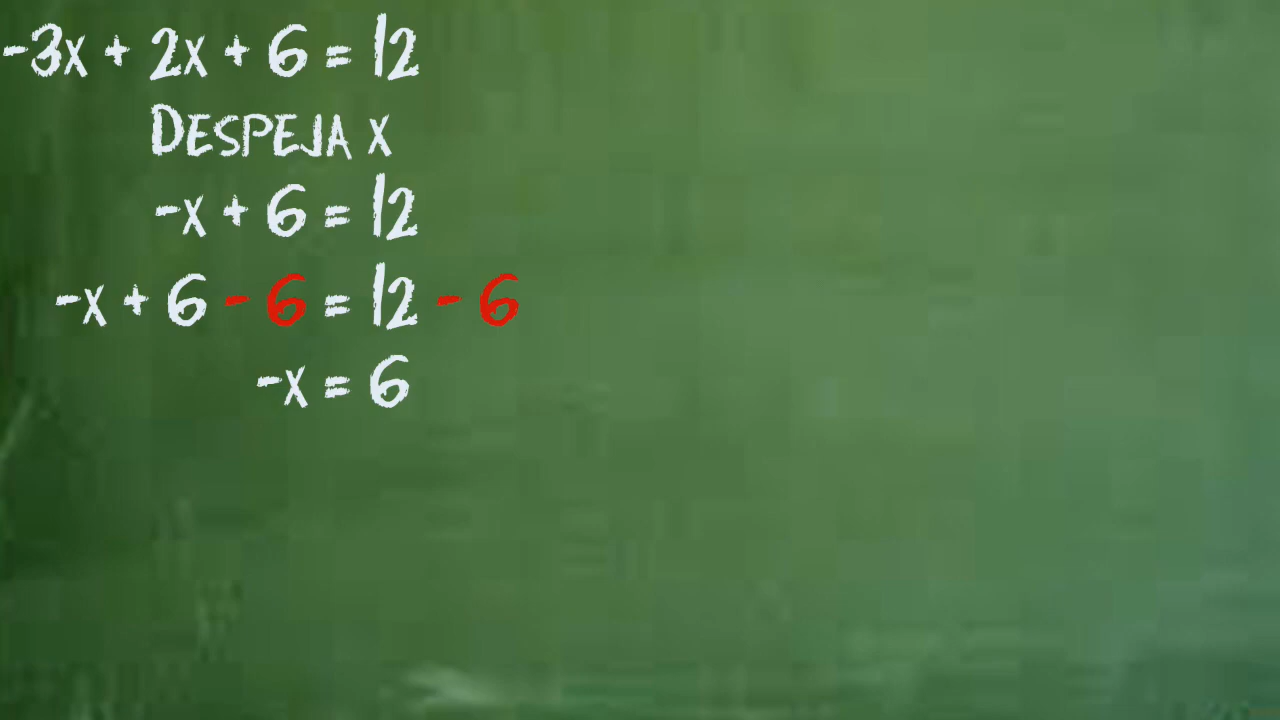 -3x + 2x + 6 = 12
DESPEJA x
-x + 6 = 12
-x + 6 - 6 = 12 - 6
-x = 6